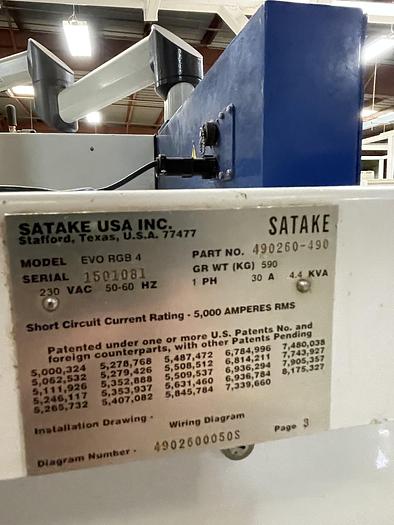 SATAKE USA INC.
Stafford, Texas, U.S.A. 77477
SATAKE
MODEL EVO RGB 4 PART NO. 490260-490
SERIAL 1501081 GR WT (KG) 590
230 VAC 50-60 HZ 1 PH 30 A 4.4 KVA
Short Circuit Current Rating - 5,000 AMPERES RMS
Patented under one or more U.S. Patents No. and
foreign counterparts, with other Patents Pending
5,000,324 5,278,768 5,487,472 6,784,996 7,480,038
5,062,532 5,279,426 5,508,512 6,814,211 7,743,927
5,111,926 5,352,888 5,509,537 6,936,294 7,905,357
5,246,117 5,353,937 5,631,460 6,936,784 8,175,327
5,265,732 5,407,082 5,845,784 7,339,660
Installation Drawing - Wiring Diagram Page 3
Diagram Number - 4902600050S